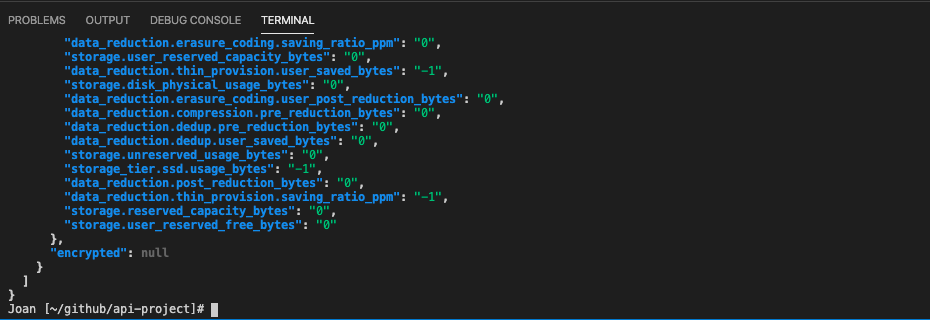 PROBLEMS OUTPUT DEBUG CONSOLE TERMINAL
"data_reduction.erasure_coding.saving_ratio_ppm": "0",
"storage.user_reserved_capacity_bytes": "0",
"data_reduction.thin_provision.user_saved_bytes": "-1",
"storage.disk_physical_usage_bytes": "0",
"data_reduction.erasure_coding.user_post_reduction_bytes": "0",
"data_reduction.compression.pre_reduction_bytes": "0",
"data_reduction.dedup.pre_reduction_bytes": "0",
"data_reduction.dedup.user_saved_bytes": "0",
"storage.unreserved_usage_bytes": "0",
"storage_tier.ssd.usage_bytes": "-1",
"data_reduction.post_reduction_bytes": "0",
"data_reduction.thin_provision.saving_ratio_ppm": "-1",
"storage.reserved_capacity_bytes": "0",
"storage.user_reserved_free_bytes": "0"
},
"encrypted": null
}
]
}
Joan [~/github/api-project]#